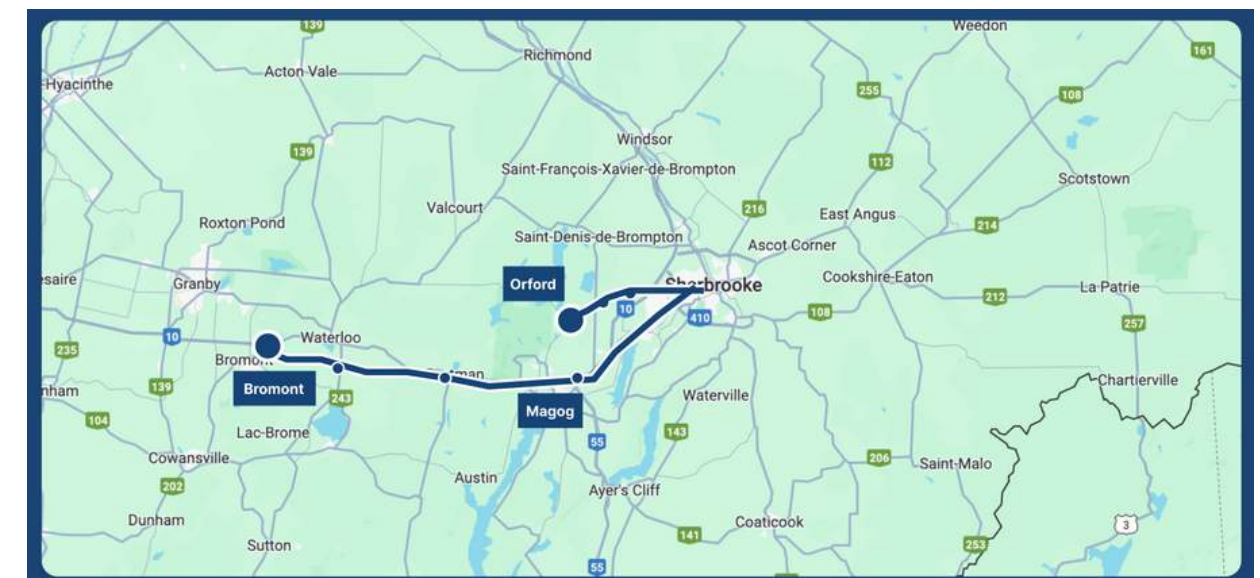 139
Weedon
161
Richmond
Acton Vale
Hyacinthe
255
108
Windsor
139
112
Saint-François-Xavier-de-Brompton
Scotstown
Valcourt
216
East Angus
Roxton Pond
214
Saint-Denis-de-Brompton
Ascot Corner
Orford
Sherbrooke
Cookshire-Eaton
esaire
Granby
La Patrie
212
10
410
108
257
10
Waterloo
235
Bromont
Bromont
139
243
Magog
Chartierville
nham
Waterville
104
Lac-Brome
143
55
Cowansville
206
Saint-Malo
202
Austin
Ayer's Cliff
Dunham
Coaticook
3
141
Sutton
253
55